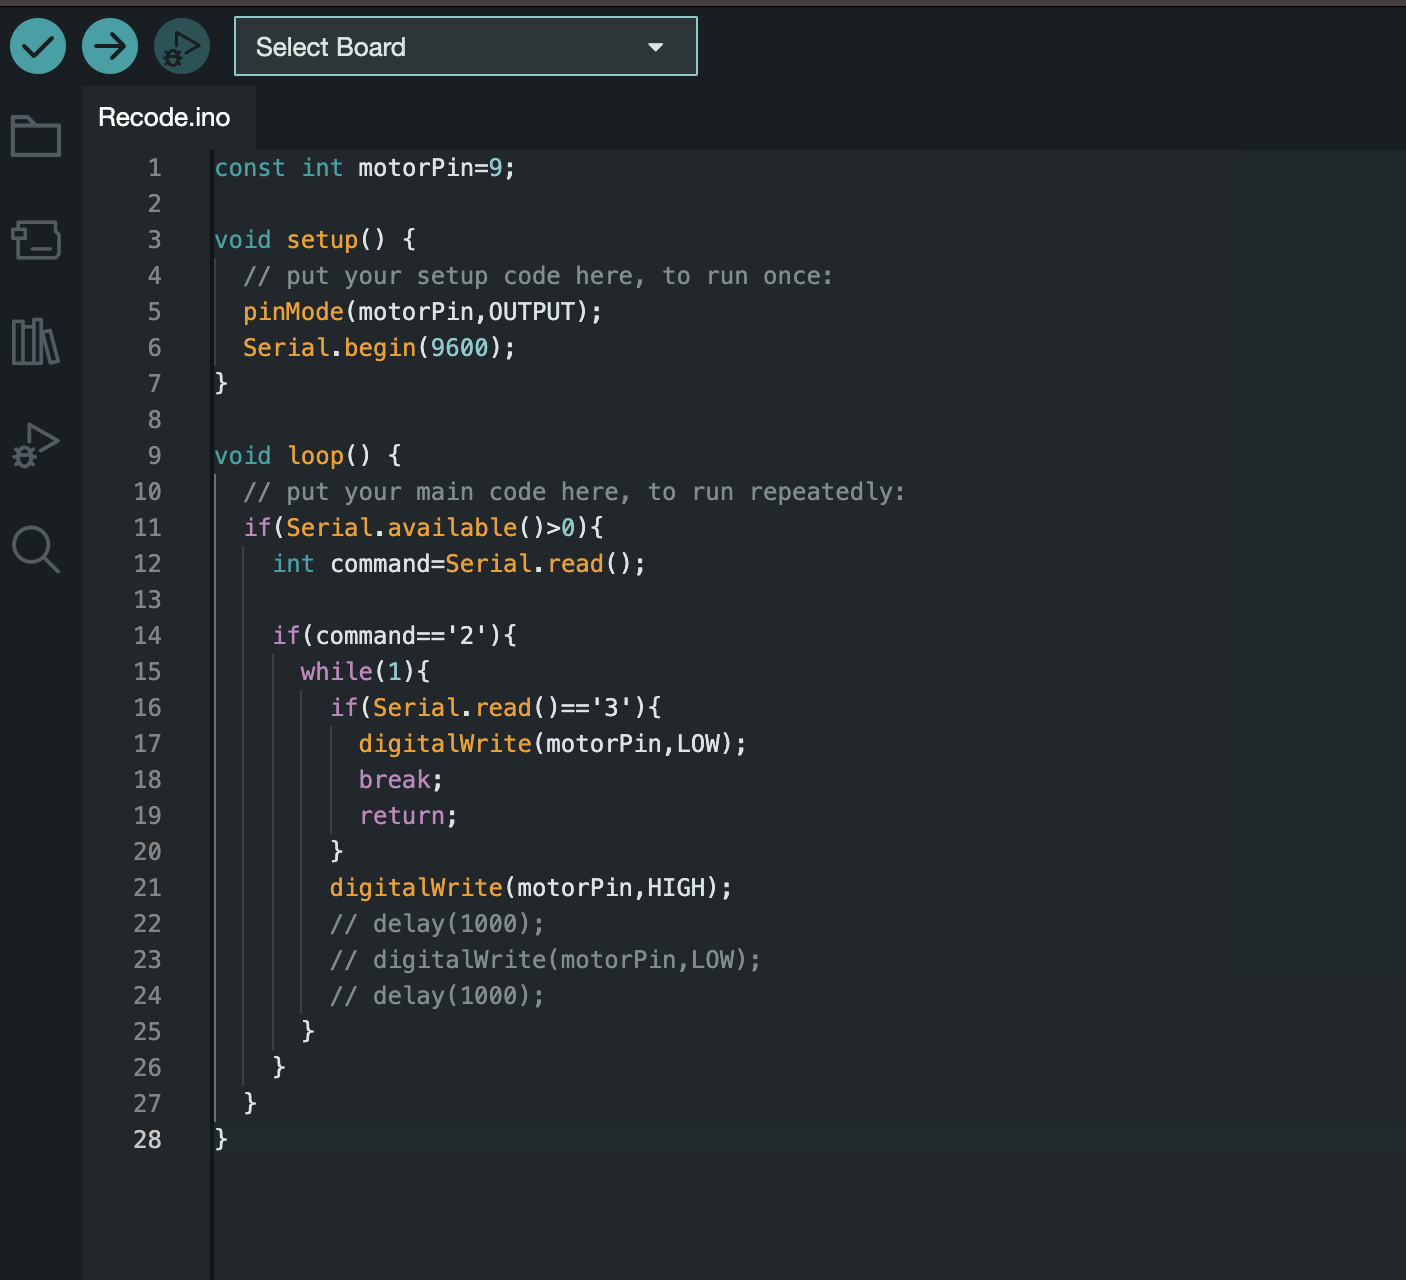 Select Board
Recode.ino
1 const int motorPin=9;
2
3 void setup() {
4 // put your setup code here, to run once:
5 pinMode(motorPin,OUTPUT);
6 Serial.begin(9600);
7 }
8
9 void loop() {
10 // put your main code here, to run repeatedly:
11 if(Serial.available()>0){
12 int command=Serial.read();
13
14 if(command=='2'){
15 while(1){
16 if(Serial.read()=='3'){
17 digitalWrite(motorPin,LOW);
18 break;
19 return;
20 }
21 digitalWrite(motorPin,HIGH);
22 // delay(1000);
23 // digitalWrite(motorPin,LOW);
24 // delay(1000);
25 }
26 }
27 }
28 }